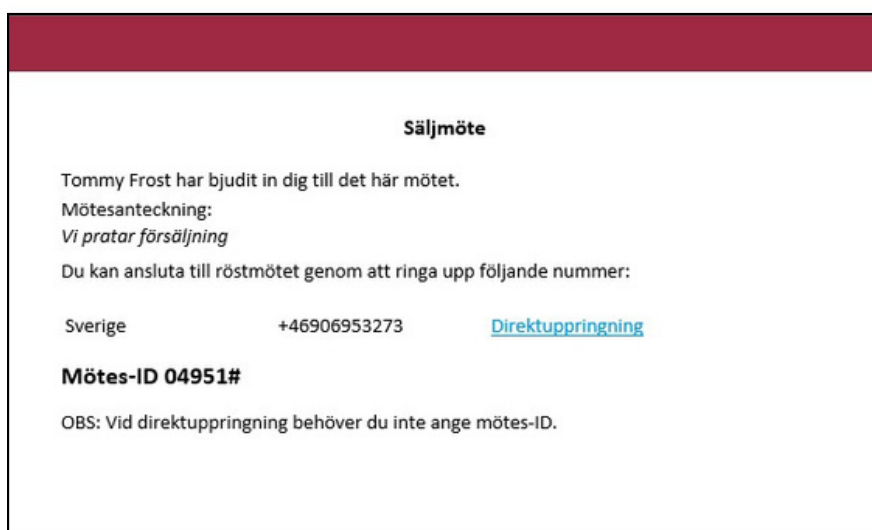 Säljmöte
Tommy Frost har bjudit in dig till det här mötet.
Mötesanteckning:
Vi pratar försäljning
Du kan ansluta till röstmötet genom att ringa upp följande nummer:
Sverige +46906953273 Direktuppringning
Mötes-ID 04951#
OBS: Vid direktuppringning behöver du inte ange mötes-ID.